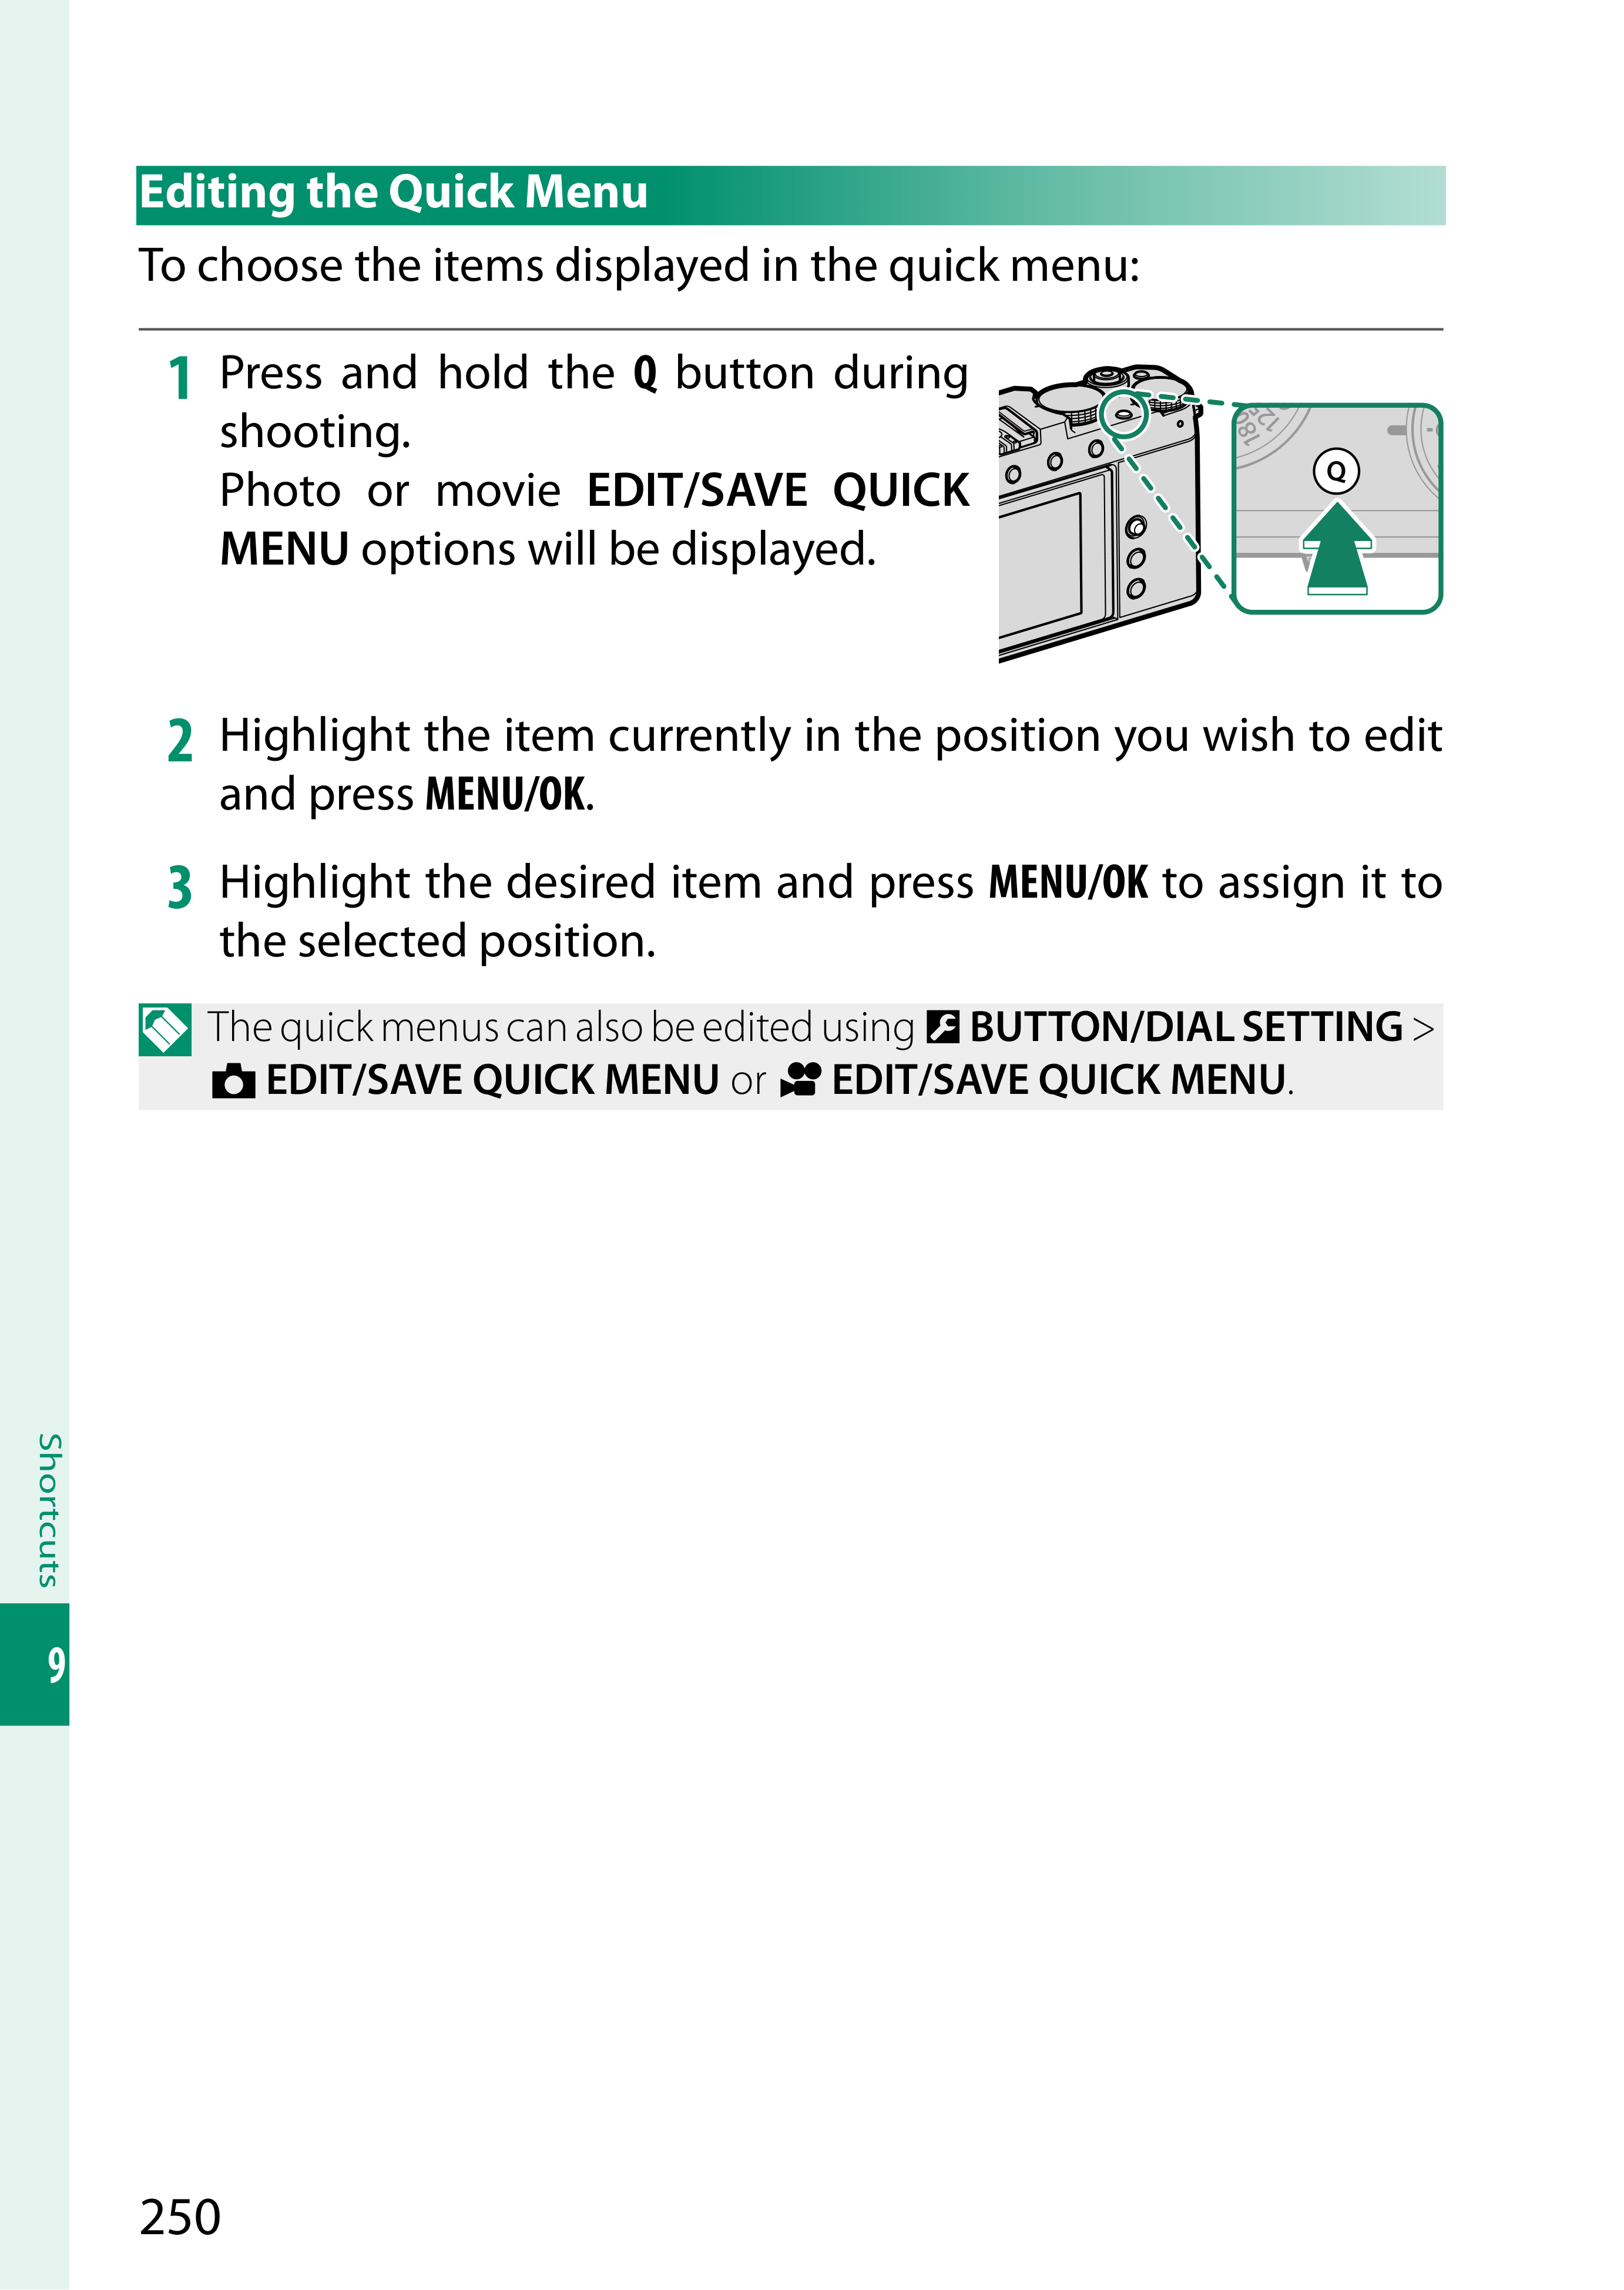 Editing the Quick Menu
To choose the items displayed in the quick menu:
1 Press and hold the Q button during
shooting.
Photo or movie EDIT/SAVE QUICK
MENU options will be displayed.
Q
2 Highlight the item currently in the position you wish to edit
and press MENU/OK.
3 Highlight the desired item and press MENU/OK to assign it to
the selected position.
The quick menus can also be edited using BUTTON/DIAL SETTING >
EDIT/SAVE QUICK MENU or EDIT/SAVE QUICK MENU.
Shortcuts
9
250